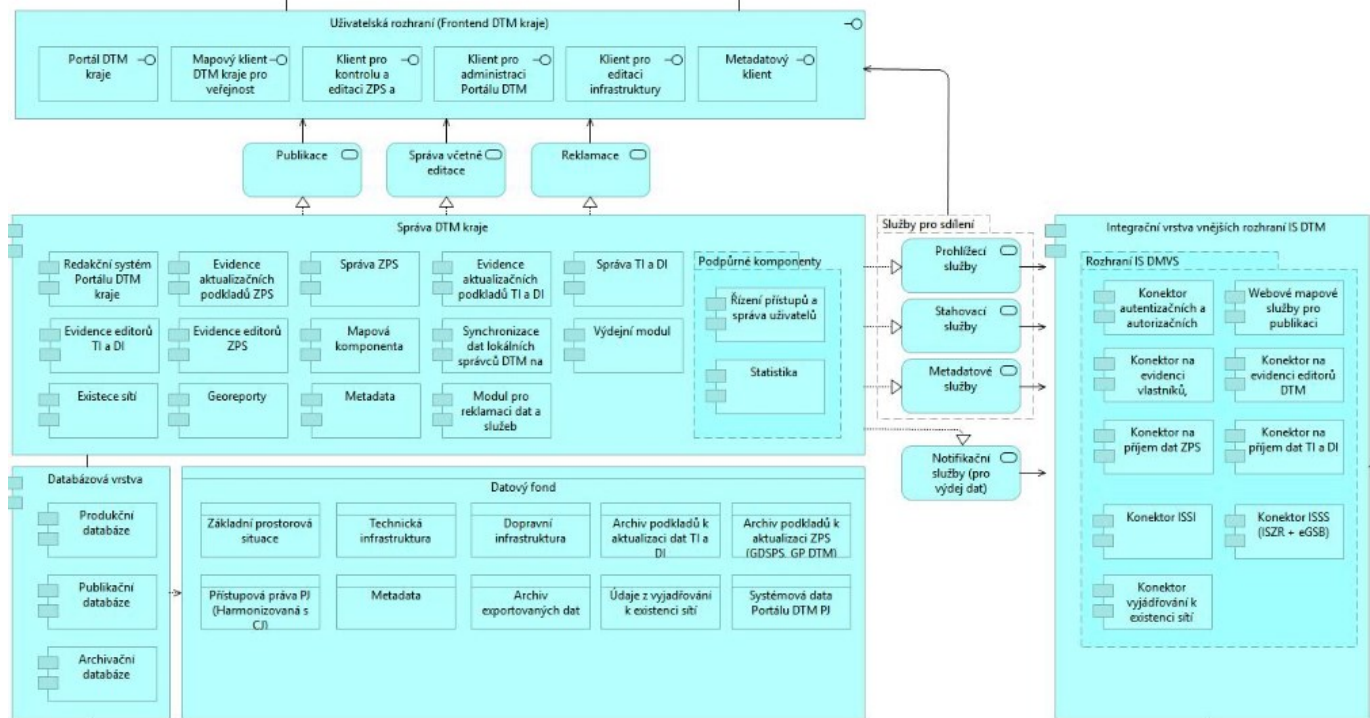 Uživatelská rozhraní (Frontend DTM kraje)
Portál DTM
kraje
Mapový klient
DTM kraje pro
veřejnost
Klient pro
kontrolu a
editaci ZPS a
Klient pro
administraci
Portálu DTM
Klient pro
editaci
infrastruktury
Metadatový
klient
Publikace
Správa včetně
editace
Reklamace
Správa DTM kraje
Redakční systém
Portálu DTM
kraje
Evidence
aktualizačních
podkladů ZPS
Správa ZPS
Evidence
aktualizačních
podkladů TI a DI
Správa TI a DI
Evidence editorů
TI a DI
Evidence editorů
ZPS
Mapová
komponenta
Synchronizace
dat lokálních
správců DTM na
Výdejní modul
Existece sítí
Georeporty
Metadata
Modul pro
reklamaci dat a
služeb
Podpůrné komponenty
Řízení přístupů a
správa uživatelů
Statistika
Služby pro sdílení
Prohlížecí
služby
Stahovací
služby
Metadatové
služby
Notifikační
služby (pro
výdej dat)
Integrační vrstva vnějších rozhraní IS DTM
Rozhraní IS DMVS
Konektor
autentizačních a
autorizačních
Webové mapové
služby pro
publikaci
Konektor na
evidenci
vlastníků,
Konektor na
evidenci editorů
DTM
Konektor na
příjem dat ZPS
Konektor na
příjem dat TI a DI
Konektor ISSI
Konektor ISSS
(ISZR + eGSB)
Konektor
vyjádřování k
existenci sítí
Databázová vrstva
Produkční
databáze
Publikační
databáze
Archivační
databáze
Datový fond
Základní prostorová
situace
Technická
infrastruktura
Dopravní
infrastruktura
Archiv podkladů k
aktualizaci dat TI a
DI
Archiv podkladů k
aktualizaci ZPS
(GDSPS, GP DTM)
Přístupová práva PJ
(Harmonizovaná s
CJ)
Metadata
Archiv
exportovaných dat
Údaje z vyjadřování
k existenci sítí
Systémová data
Portálu DTM PJ